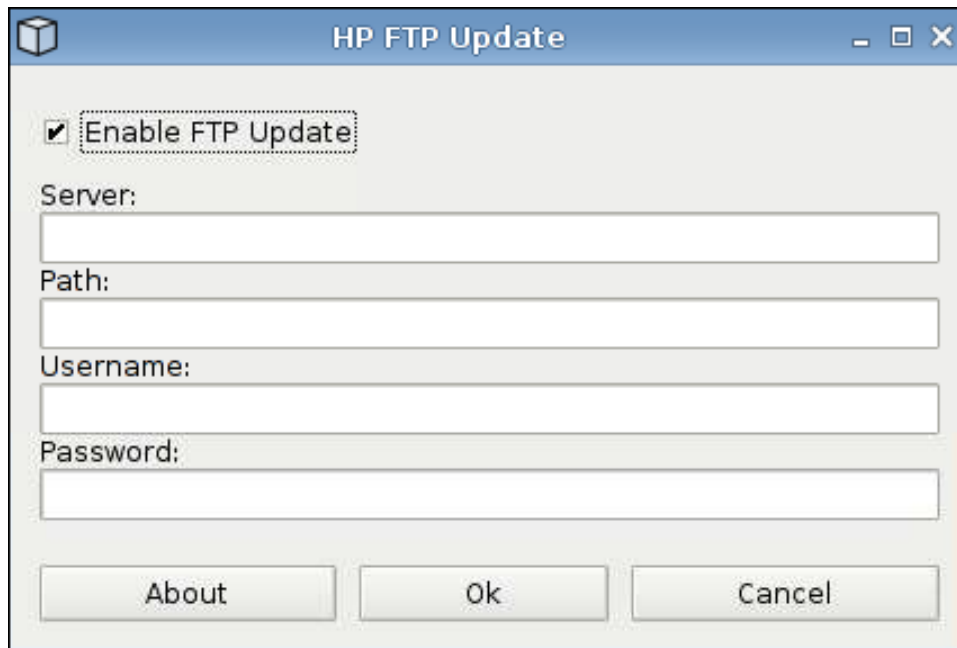 HP FTP Update
Enable FTP Update
Server:
Path:
Username:
Password:
About Ok Cancel